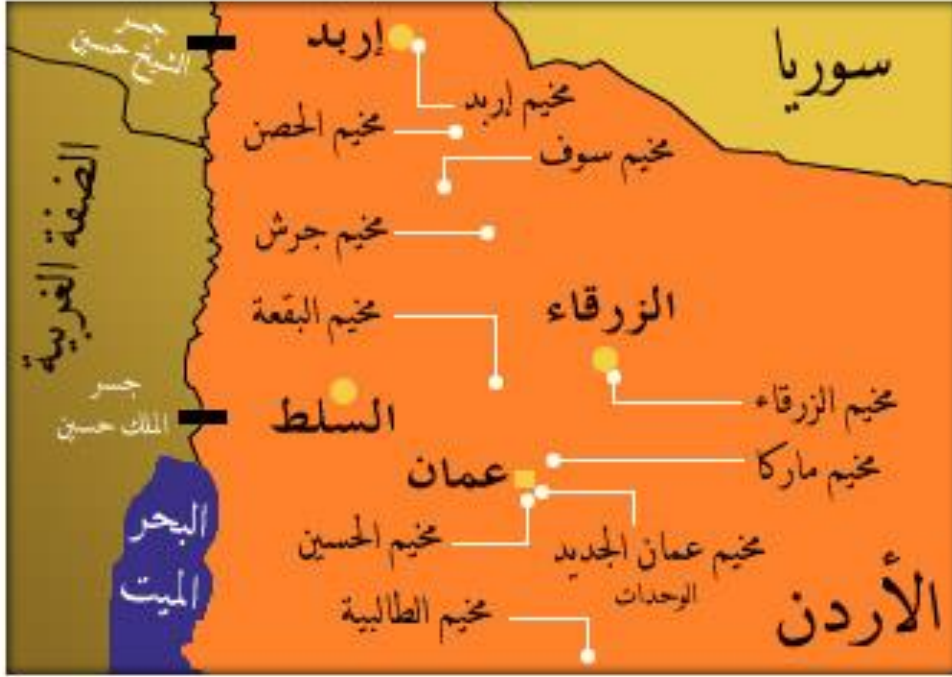 جسر
الشيخ حسين
إربد
سوريا
مخيم إربد
مخيم الحصن
مخيم سوف
الضفة الغربية
مخيم جرش
مخيم البقعة
الزرقاء
جسر
الملك حسين
السلط
مخيم الزرقاء
مخيم ماركا
عمان
البحر
الميت
مخيم الحسين
مخيم عمان الجديد
الوحدات
مخيم الطالبية
الأردن